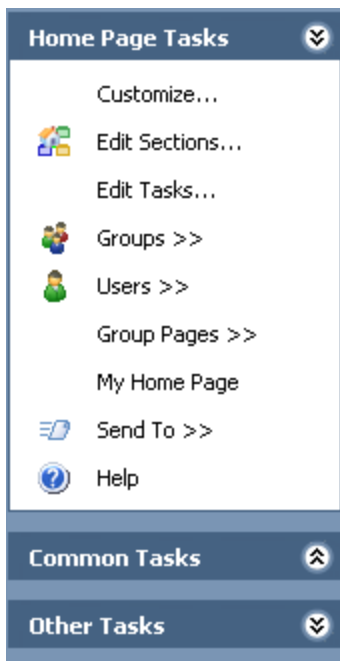 Home Page Tasks
Customize...
Edit Sections...
Edit Tasks...
Groups >>
Users >>
Group Pages >>
My Home Page
Send To >>
Help
Common Tasks
Other Tasks